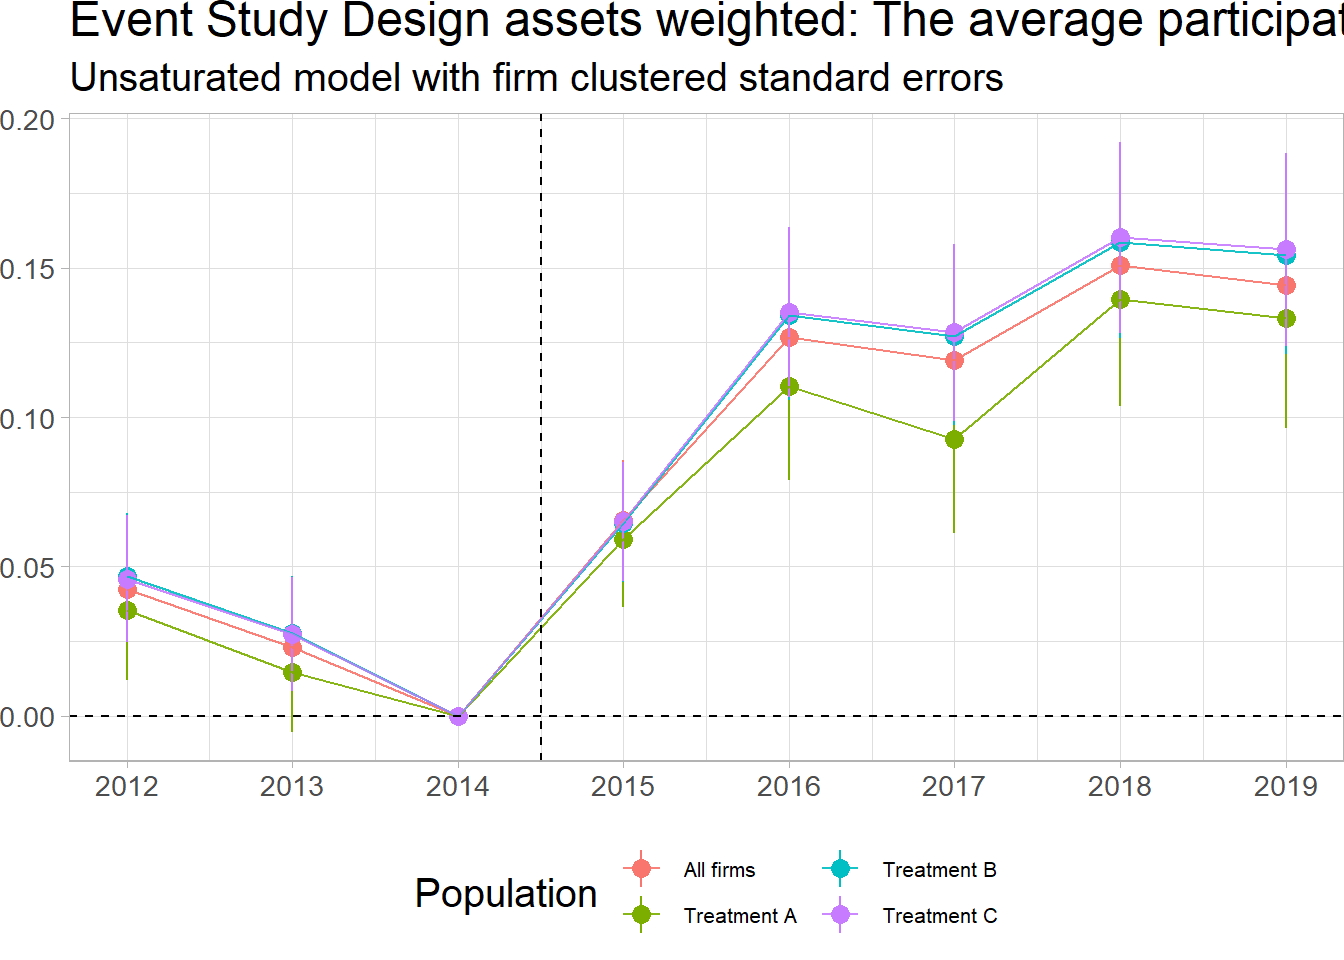 Event Study Design assets weighted: The average participat
Unsaturated model with firm clustered standard errors
0.20
0.15
0.10
0.05
0.00
2012 2013 2014 2015 2016 2017 2018 2019
Population
All firms Treatment B
Treatment A Treatment C